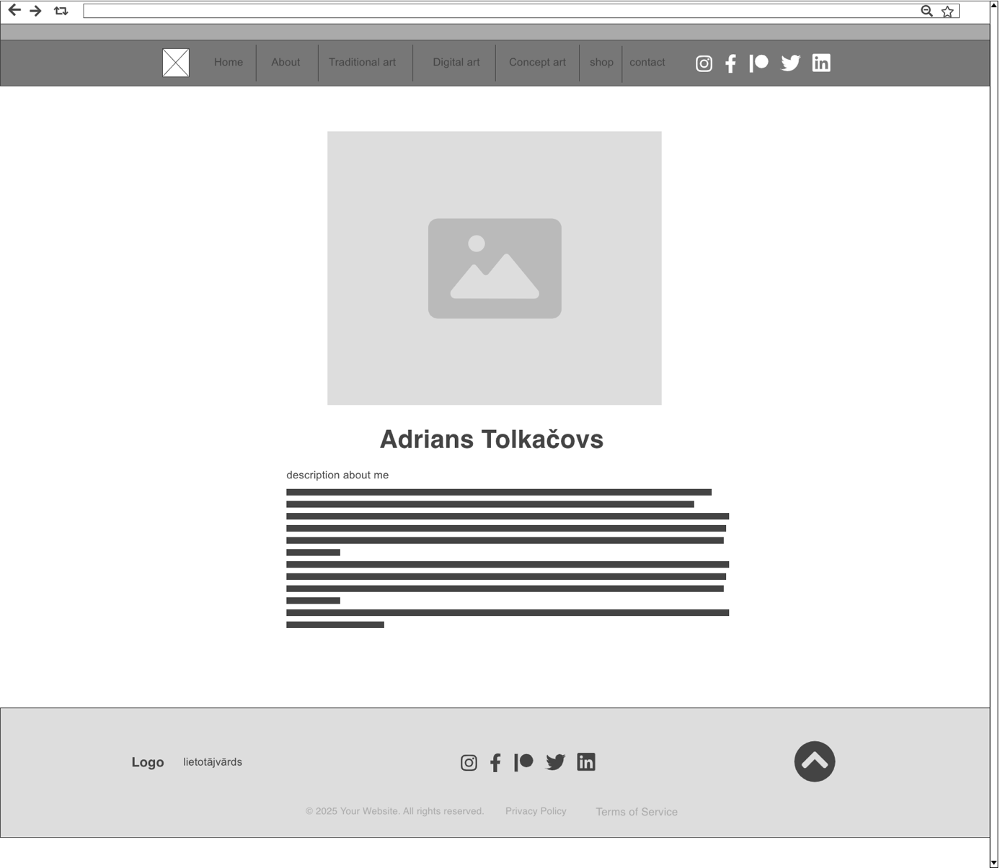 Home About Traditional art Digital art Concept art shop contact
Adrians Tolkačovs
description about me
Logo lietotājvārds
© 2025 Your Website. All rights reserved. Privacy Policy Terms of Service